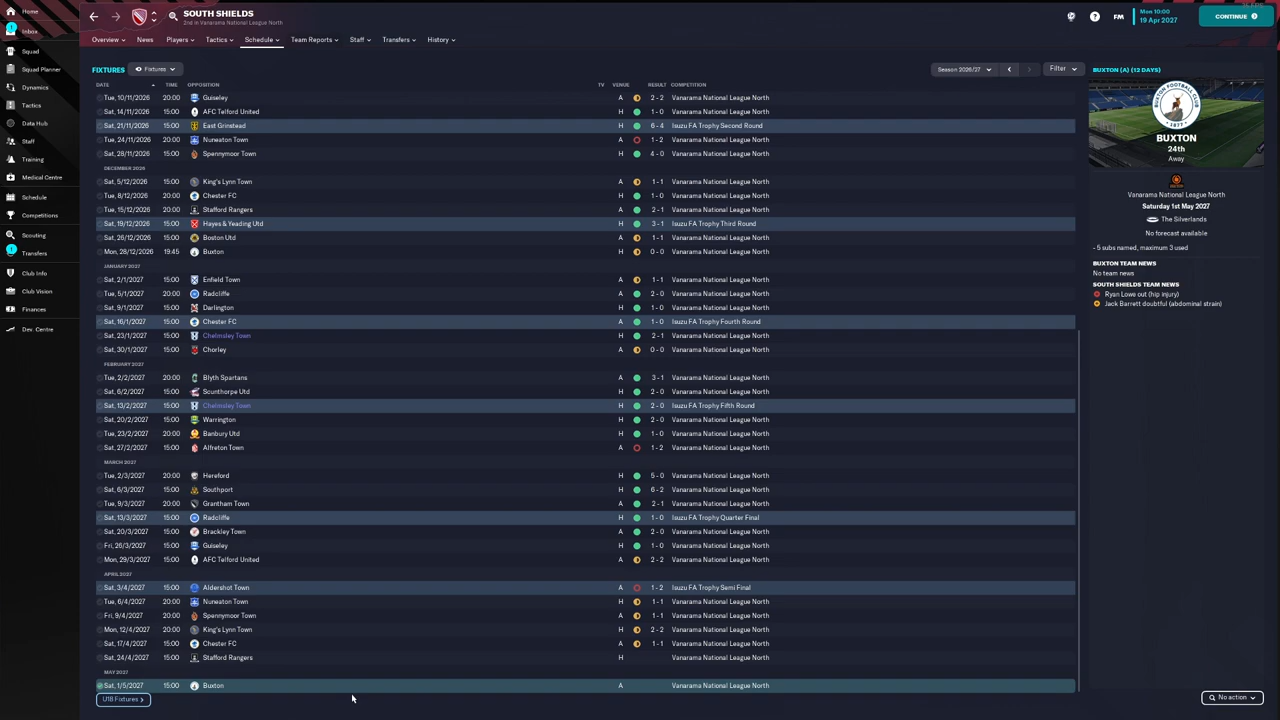 SOUTH SHIELDS
2nd in Vanarama National League North
Mon 10:00
19 Apr 2027
FM
CONTINUE
Home
Inbox
Squad
Squad Planner
Dynamics
Tactics
Data Hub
Staff
Training
Medical Centre
Schedule
Competitions
Scouting
Transfers
Club Info
Club Vision
Finances
Dev. Centre
Overview News Players Tactics Schedule Team Reports Staff Transfers History
FIXTURES Fixtures Season 2026/27 Filter
DATE TIME OPPOSITION TV VENUE RESULT COMPETITION
Tue, 10/11/2026 20:00 Guiseley A 2 - 2 Vanarama National League North
Sat, 14/11/2026 15:00 AFC Telford United H 1 - 0 Vanarama National League North
Sat, 21/11/2026 15:00 East Grinstead H 6 - 4 Isuzu FA Trophy Second Round
Tue, 24/11/2026 20:00 Nuneaton Town A 1 - 2 Vanarama National League North
Sat, 28/11/2026 15:00 Spennymoor Town H 4 - 0 Vanarama National League North
DECEMBER 2026
Sat, 5/12/2026 15:00 King's Lynn Town A 1 - 1 Vanarama National League North
Tue, 8/12/2026 20:00 Chester FC H 1 - 0 Vanarama National League North
Tue, 15/12/2026 20:00 Stafford Rangers A 2 - 1 Vanarama National League North
Sat, 19/12/2026 15:00 Hayes & Yeading Utd H 3 - 1 Isuzu FA Trophy Third Round
Sat, 26/12/2026 15:00 Boston Utd A 1 - 1 Vanarama National League North
Mon, 28/12/2026 19:45 Buxton H 0 - 0 Vanarama National League North
JANUARY 2027
Sat, 2/1/2027 15:00 Enfield Town A 1 - 1 Vanarama National League North
Tue, 5/1/2027 20:00 Radcliffe A 2 - 0 Vanarama National League North
Sat, 9/1/2027 15:00 Darlington H 1 - 0 Vanarama National League North
Sat, 16/1/2027 15:00 Chester FC A 1 - 0 Isuzu FA Trophy Fourth Round
Sat, 23/1/2027 15:00 Chelmsley Town H 2 - 1 Vanarama National League North
Sat, 30/1/2027 15:00 Chorley A 0 - 0 Vanarama National League North
FEBRUARY 2027
Tue, 2/2/2027 20:00 Blyth Spartans A 3 - 1 Vanarama National League North
Sat, 6/2/2027 15:00 Scunthorpe Utd H 2 - 0 Vanarama National League North
Sat, 13/2/2027 15:00 Chelmsley Town H 2 - 0 Isuzu FA Trophy Fifth Round
Sat, 20/2/2027 15:00 Warrington H 2 - 0 Vanarama National League North
Tue, 23/2/2027 20:00 Banbury Utd A 1 - 0 Vanarama National League North
Sat, 27/2/2027 15:00 Alfreton Town A 1 - 2 Vanarama National League North
MARCH 2027
Tue, 2/3/2027 20:00 Hereford H 5 - 0 Vanarama National League North
Sat, 6/3/2027 15:00 Southport H 6 - 2 Vanarama National League North
Tue, 9/3/2027 20:00 Grantham Town A 2 - 1 Vanarama National League North
Sat, 13/3/2027 15:00 Radcliffe H 1 - 0 Isuzu FA Trophy Quarter Final
Sat, 20/3/2027 15:00 Brackley Town A 2 - 0 Vanarama National League North
Fri, 26/3/2027 15:00 Guiseley H 1 - 0 Vanarama National League North
Mon, 29/3/2027 15:00 AFC Telford United A 2 - 2 Vanarama National League North
APRIL 2027
Sat, 3/4/2027 15:00 Aldershot Town A 1 - 2 Isuzu FA Trophy Semi Final
Tue, 6/4/2027 20:00 Nuneaton Town H 1 - 1 Vanarama National League North
Fri, 9/4/2027 20:00 Spennymoor Town A 1 - 1 Vanarama National League North
Mon, 12/4/2027 20:00 King's Lynn Town H 2 - 2 Vanarama National League North
Sat, 17/4/2027 15:00 Chester FC A 1 - 1 Vanarama National League North
Sat, 24/4/2027 15:00 Stafford Rangers H Vanarama National League North
MAY 2027
Sat, 1/5/2027 15:00 Buxton A Vanarama National League North
U18 Fixtures >
No action
BUXTON (A) (12 DAYS)
BUXTON FOOTBALL CLUB
1877
BUXTON
24th
Away
Vanarama National League North
Saturday 1st May 2027
The Silverlands
No forecast available
- 5 subs named, maximum 3 used
BUXTON TEAM NEWS
No team news
SOUTH SHIELDS TEAM NEWS
Ryan Lowe out (hip injury)
Jack Barrett doubtful (abdominal strain)